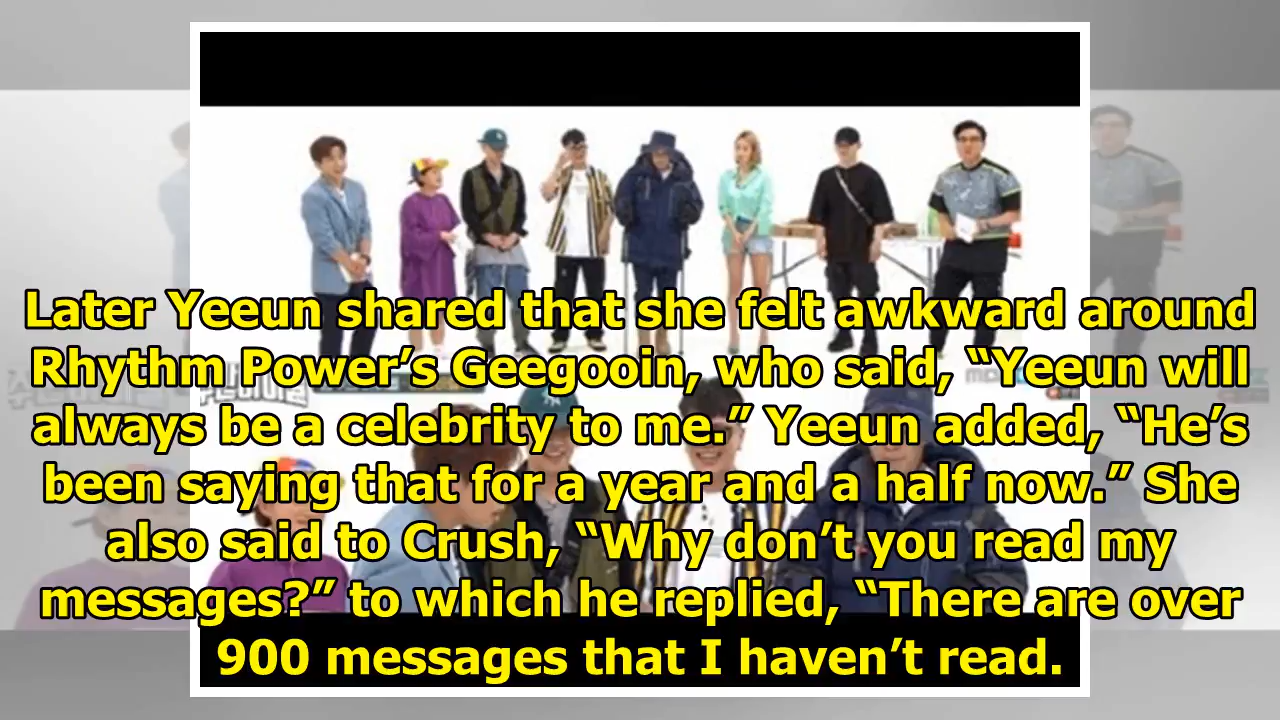 Later Yeeun shared that she felt awkward around
Rhythm Power’s Geegooin, who said, “Yeeun will
always be a celebrity to me.” Yeeun added, “He’s
been saying that for a year and a half now.” She
also said to Crush, “Why don’t you read my
messages?” to which he replied, “There are over
900 messages that I haven’t read.